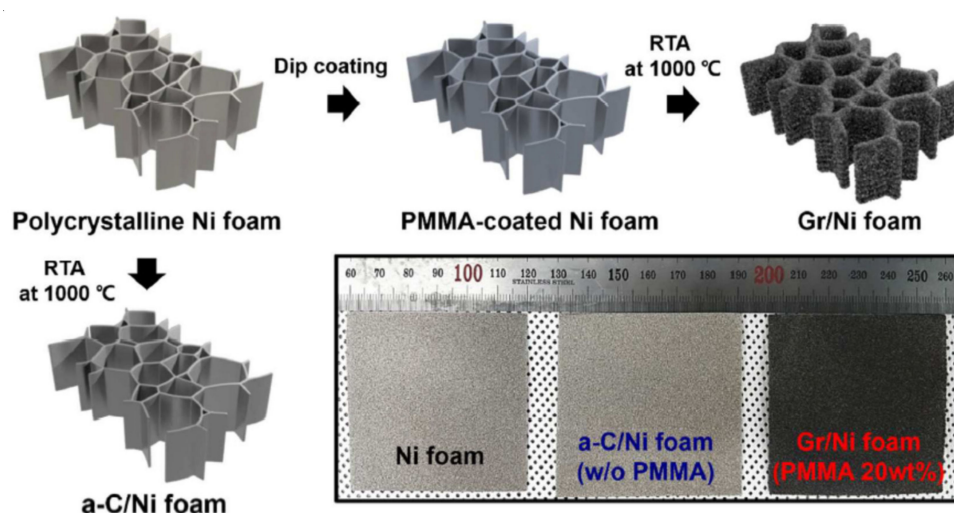 Dip coating
RTA
at 1000 ℃
Polycrystalline Ni foam
PMMA-coated Ni foam
Gr/Ni foam
RTA
at 1000 ℃
a-C/Ni foam
60 70 80 90 100 110 120 130 140 150 160 170 180 190 200 210 220 230 240 250 260
STAINLESS STEEL
Ni foam
a-C/Ni foam
(w/o PMMA)
Gr/Ni foam
(PMMA 20wt%)